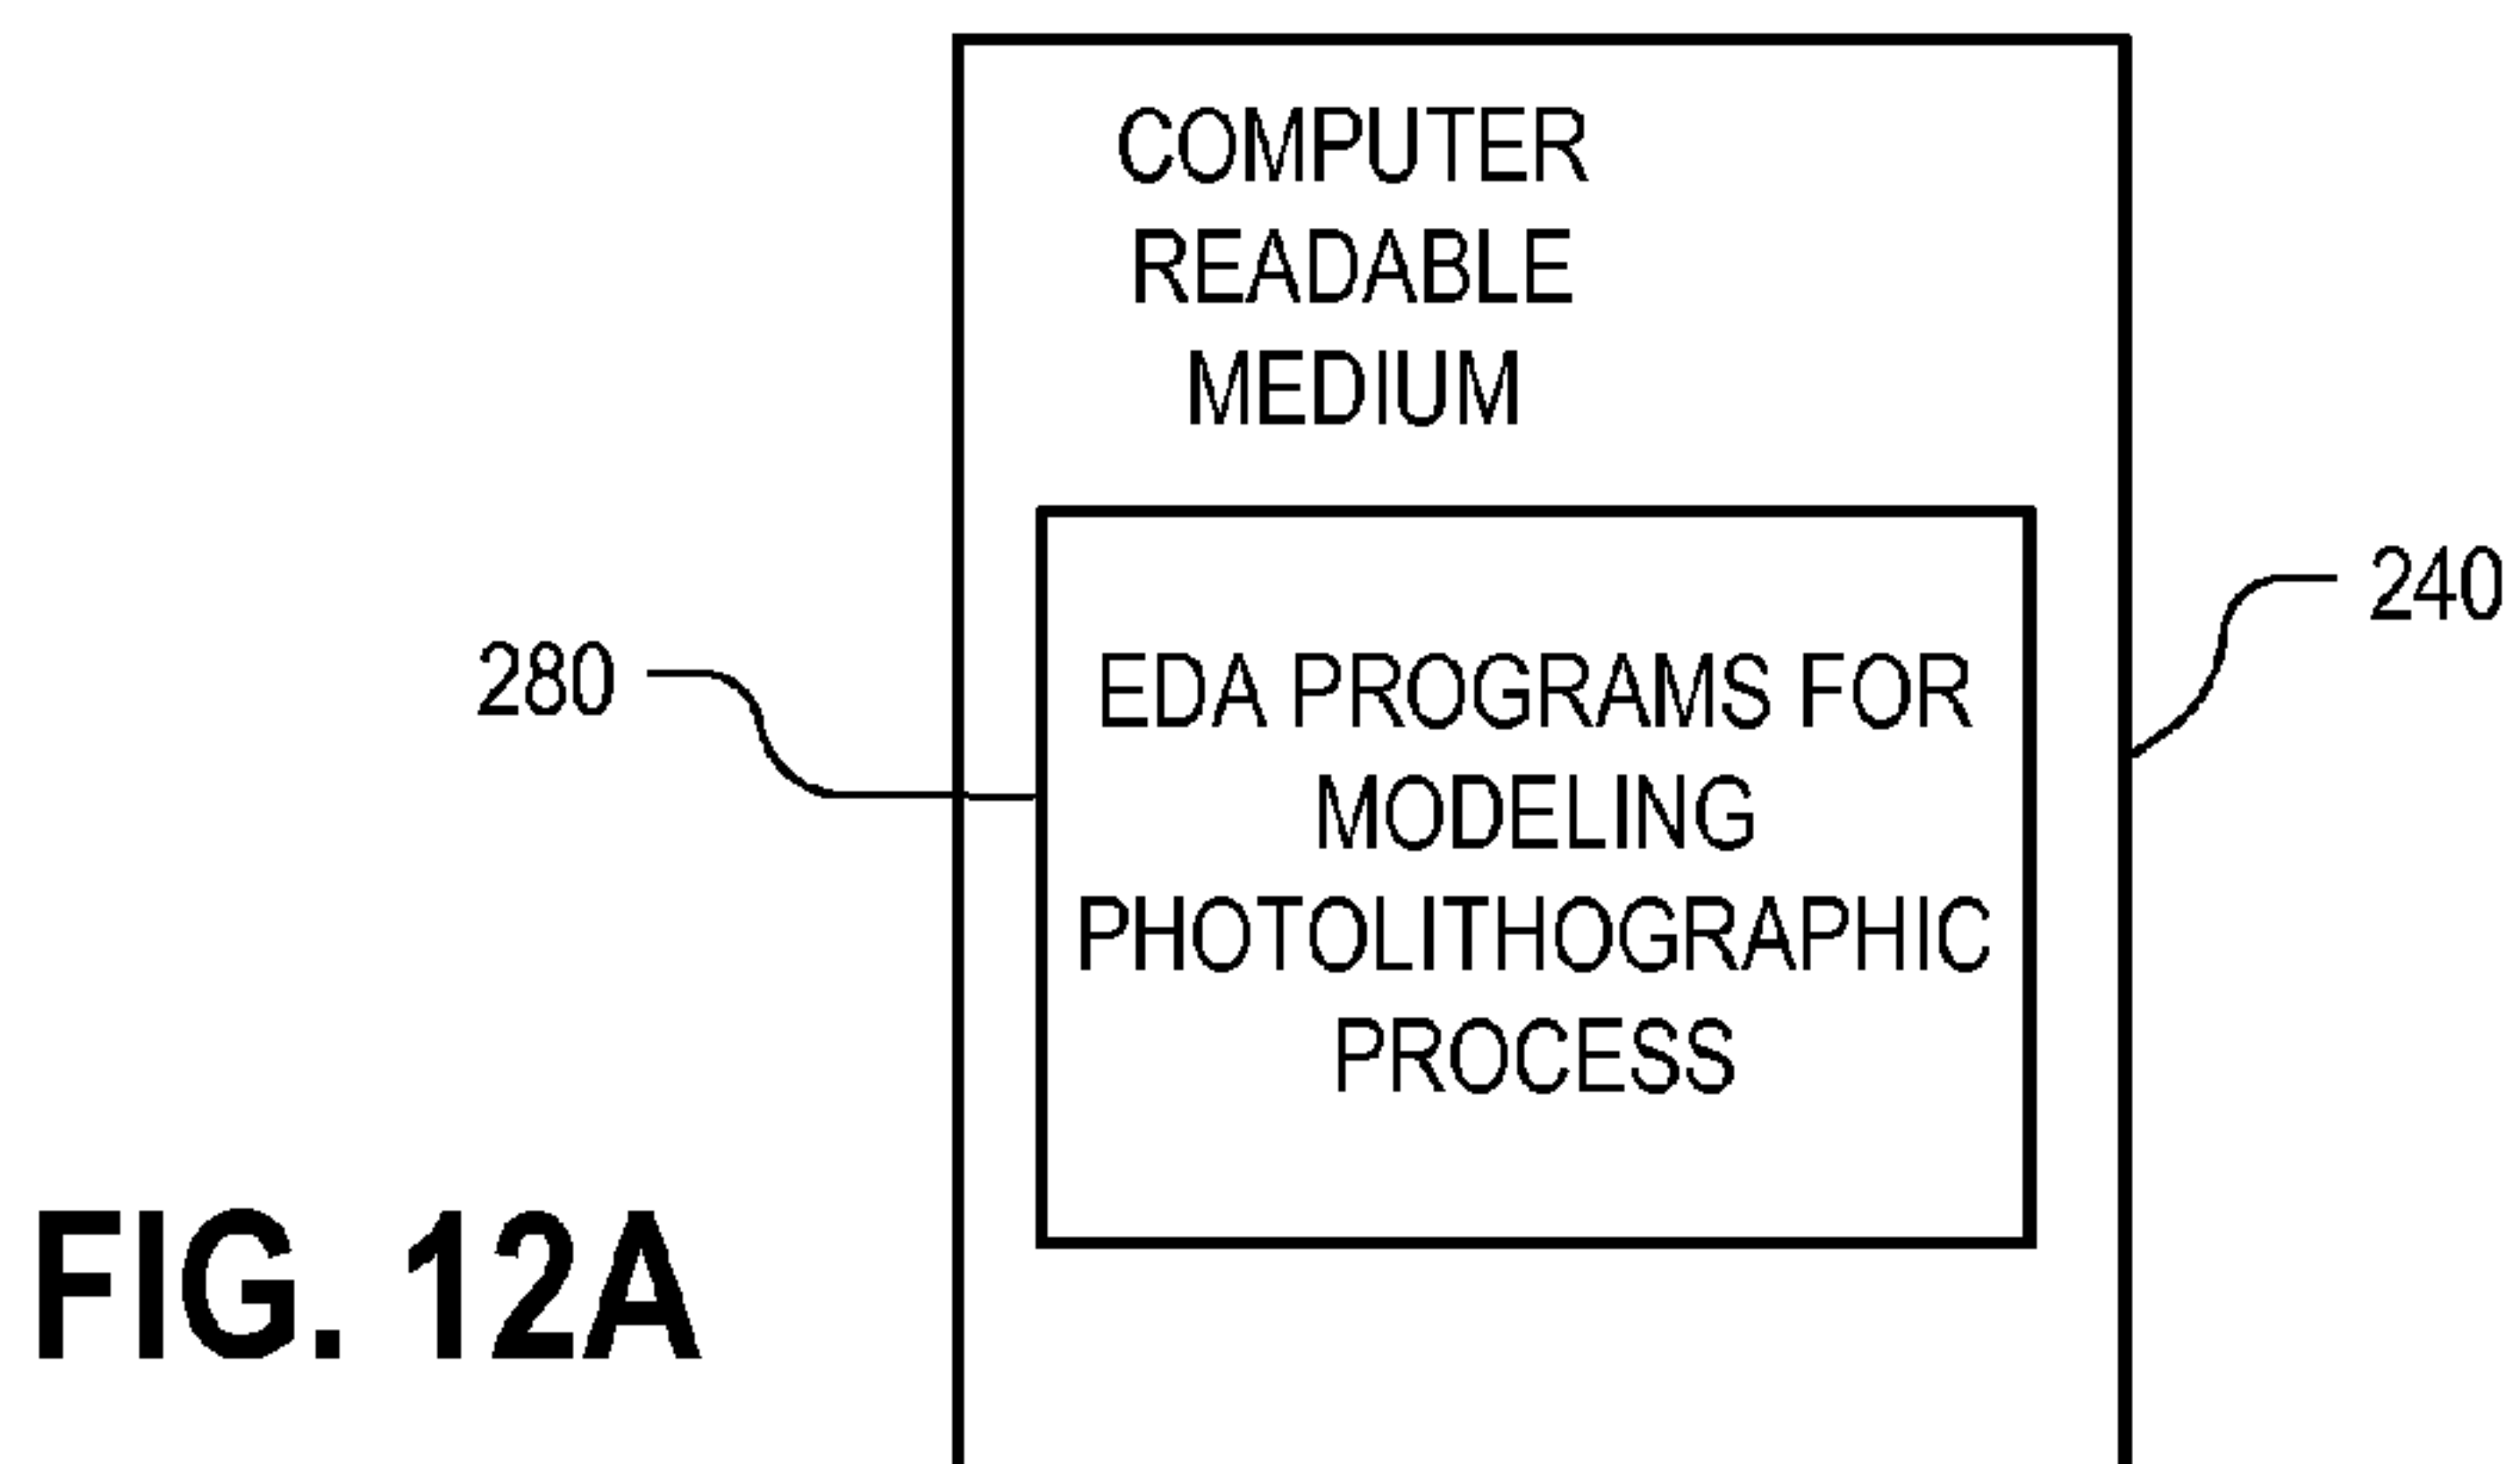 COMPUTER
READABLE
MEDIUM
240
280
EDA PROGRAMS FOR
MODELING
PHOTOLITHOGRAPHIC
PROCESS
FIG. 12A